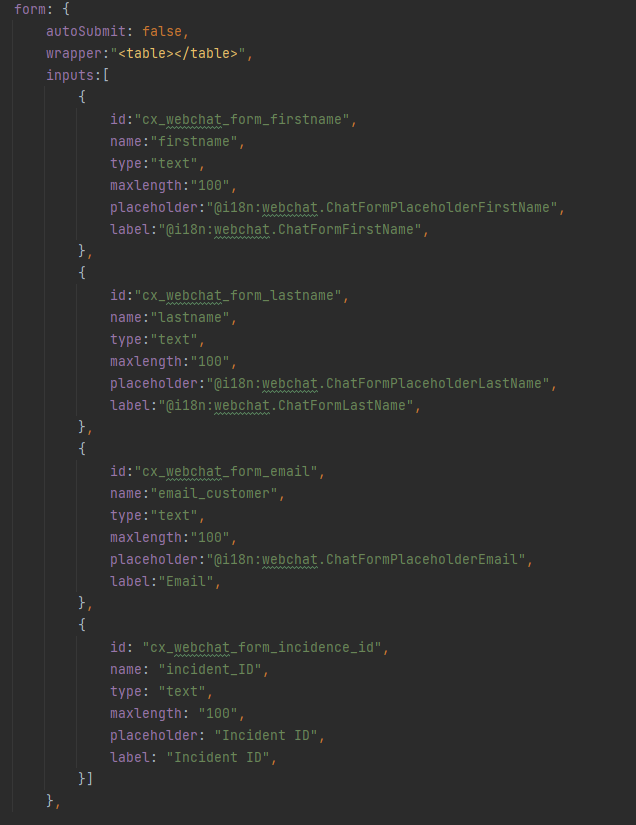 form: {
autoSubmit: false,
wrapper:"<table></table>",
inputs:[
{
id:"cx_webchat_form_firstname",
name:"firstname",
type:"text",
maxlength:"100",
placeholder:"@i18n:webchat.ChatFormPlaceholderFirstName",
label:"@i18n:webchat.ChatFormFirstName",
},
{
id:"cx_webchat_form_lastname",
name:"lastname",
type:"text",
maxlength:"100",
placeholder:"@i18n:webchat.ChatFormPlaceholderLastName",
label:"@i18n:webchat.ChatFormLastName",
},
{
id:"cx_webchat_form_email",
name:"email_customer",
type:"text",
maxlength:"100",
placeholder:"@i18n:webchat.ChatFormPlaceholderEmail",
label:"Email",
},
{
id: "cx_webchat_form_incidence_id",
name: "incident_ID",
type: "text",
maxlength: "100",
placeholder: "Incident ID",
label: "Incident ID",
}]
},